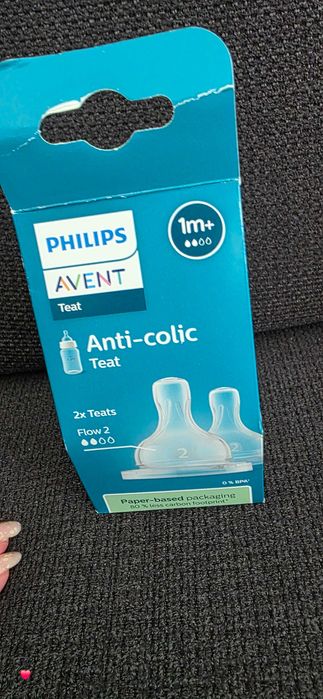 1m+
PHILIPS
AVENT
Teat
Anti-colic
Teat
2x Teats
Flow 2
2
0% BPA*
Paper-based packaging
80% less carbon footprint*